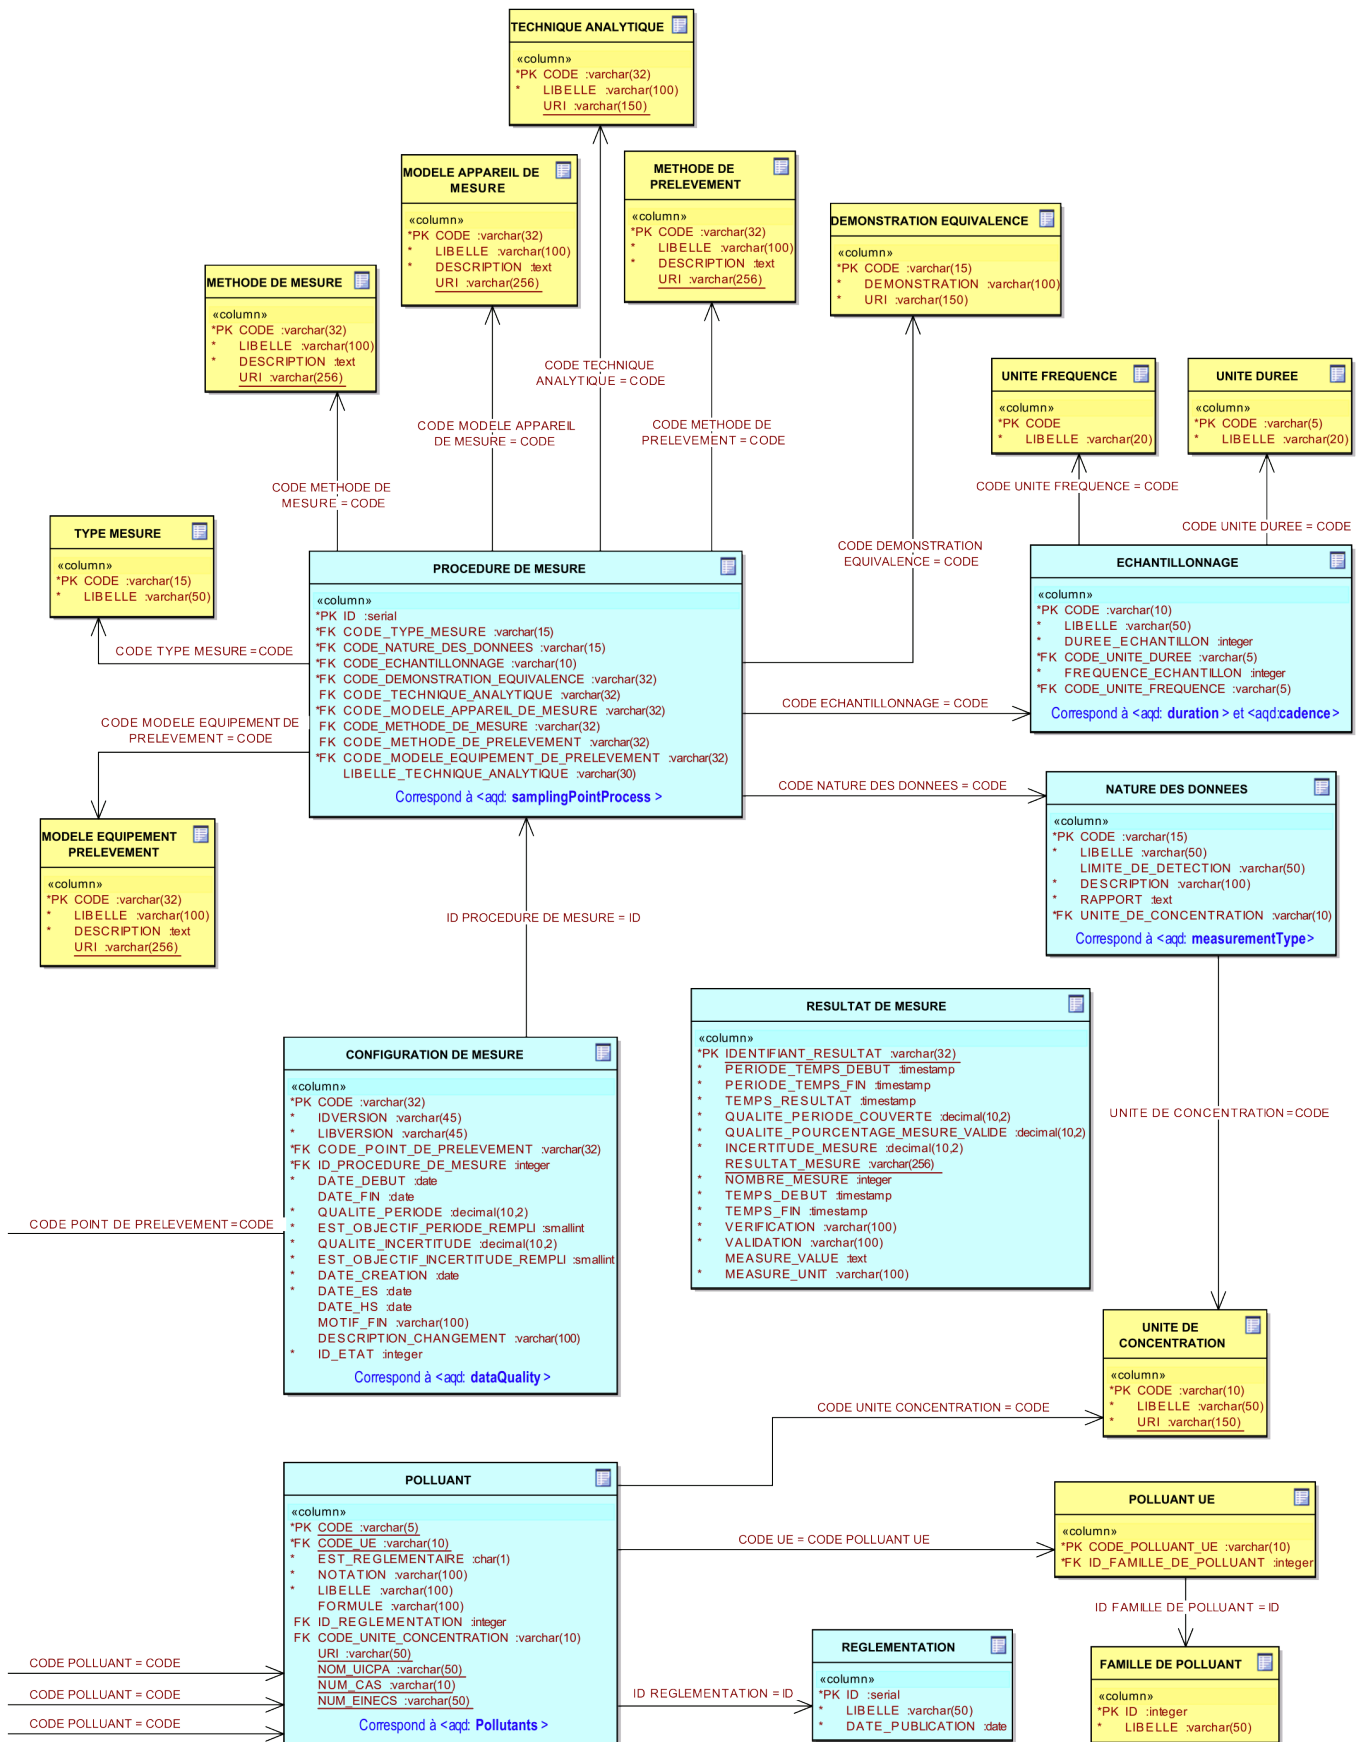 TECHNIQUE ANALYTIQUE
«column»
*PK CODE :varchar(32)
* LIBELLE :varchar(100)
URI :varchar(150)
MODELE APPAREIL DE
MESURE
«column»
*PK CODE :varchar(32)
* LIBELLE :varchar(100)
* DESCRIPTION :text
URI :varchar(256)
METHODE DE
PRELEVEMENT
«column»
*PK CODE :varchar(32)
* LIBELLE :varchar(100)
* DESCRIPTION :text
URI :varchar(256)
DEMONSTRATION EQUIVALENCE
«column»
*PK CODE :varchar(15)
* DEMONSTRATION :varchar(100)
* URI :varchar(150)
METHODE DE MESURE
«column»
*PK CODE :varchar(32)
* LIBELLE :varchar(100)
* DESCRIPTION :text
URI :varchar(256)
UNITE FREQUENCE
«column»
*PK CODE
* LIBELLE :varchar(20)
UNITE DUREE
«column»
*PK CODE :varchar(5)
* LIBELLE :varchar(20)
CODE TECHNIQUE
ANALYTIQUE = CODE
CODE MODELE APPAREIL
DE MESURE = CODE
CODE METHODE DE
PRELEVEMENT = CODE
CODE METHODE DE
MESURE = CODE
CODE UNITE FREQUENCE = CODE
CODE UNITE DUREE = CODE
CODE DEMONSTRATION
EQUIVALENCE = CODE
TYPE MESURE
«column»
*PK CODE :varchar(15)
* LIBELLE :varchar(50)
CODE TYPE MESURE = CODE
PROCEDURE DE MESURE
«column»
*PK ID :serial
*FK CODE_TYPE_MESURE :varchar(15)
*FK CODE_NATURE_DES_DONNEES :varchar(15)
*FK CODE_ECHANTILLONNAGE :varchar(10)
*FK CODE_DEMONSTRATION_EQUIVALENCE :varchar(32)
FK CODE_TECHNIQUE_ANALYTIQUE :varchar(32)
*FK CODE_MODELE_APPAREIL_DE_MESURE :varchar(32)
FK CODE_METHODE_DE_MESURE :varchar(32)
FK CODE_METHODE_DE_PRELEVEMENT :varchar(32)
*FK CODE_MODELE_EQUIPEMENT_DE_PRELEVEMENT :varchar(32)
LIBELLE_TECHNIQUE_ANALYTIQUE :varchar(30)
Correspond à <aqd: samplingPointProcess >
ECHANTILLONNAGE
«column»
*PK CODE :varchar(10)
* LIBELLE :varchar(50)
* DUREE_ECHANTILLON :integer
*FK CODE_UNITE_DUREE :varchar(5)
* FREQUENCE_ECHANTILLON :integer
*FK CODE_UNITE_FREQUENCE :varchar(5)
Correspond à <aqd: duration > et <aqd:cadence>
CODE ECHANTILLONNAGE = CODE
CODE MODELE EQUIPEMENT DE
PRELEVEMENT = CODE
CODE NATURE DES DONNEES = CODE
NATURE DES DONNEES
«column»
*PK CODE :varchar(15)
* LIBELLE :varchar(50)
LIMITE_DE_DETECTION :varchar(50)
* DESCRIPTION :varchar(100)
* RAPPORT :text
*FK UNITE_DE_CONCENTRATION :varchar(10)
Correspond à <aqd: measurementType>
MODELE EQUIPEMENT
PRELEVEMENT
«column»
*PK CODE :varchar(32)
* LIBELLE :varchar(100)
* DESCRIPTION :text
URI :varchar(256)
ID PROCEDURE DE MESURE = ID
CONFIGURATION DE MESURE
«column»
*PK CODE :varchar(32)
* IDVERSION :varchar(45)
* LIBVERSION :varchar(45)
*FK CODE_POINT_DE_PRELEVEMENT :varchar(32)
*FK ID_PROCEDURE_DE_MESURE :integer
* DATE_DEBUT :date
DATE_FIN :date
* QUALITE_PERIODE :decimal(10,2)
* EST_OBJECTIF_PERIODE_REMPLI :smallint
* QUALITE_INCERTITUDE :decimal(10,2)
* EST_OBJECTIF_INCERTITUDE_REMPLI :smallint
* DATE_CREATION :date
* DATE_ES :date
DATE_HS :date
MOTIF_FIN :varchar(100)
DESCRIPTION_CHANGEMENT :varchar(100)
* ID_ETAT :integer
Correspond à <aqd: dataQuality >
CODE POINT DE PRELEVEMENT = CODE
RESULTAT DE MESURE
«column»
*PK IDENTIFIANT_RESULTAT :varchar(32)
* PERIODE_TEMPS_DEBUT :timestamp
* PERIODE_TEMPS_FIN :timestamp
* TEMPS_RESULTAT :timestamp
* QUALITE_PERIODE_COUVERTE :decimal(10,2)
* QUALITE_POURCENTAGE_MESURE_VALIDE :decimal(10,2)
* INCERTITUDE_MESURE :decimal(10,2)
RESULTAT_MESURE :varchar(256)
* NOMBRE_MESURE :integer
* TEMPS_DEBUT :timestamp
* TEMPS_FIN :timestamp
* VERIFICATION :varchar(100)
* VALIDATION :varchar(100)
MEASURE_VALUE :text
* MEASURE_UNIT :varchar(100)
UNITE DE CONCENTRATION = CODE
UNITE DE
CONCENTRATION
«column»
*PK CODE :varchar(10)
* LIBELLE :varchar(50)
* URI :varchar(150)
CODE UNITE CONCENTRATION = CODE
POLLUANT
«column»
*PK CODE :varchar(5)
*FK CODE_UE :varchar(10)
* EST_REGLEMENTAIRE :char(1)
* NOTATION :varchar(100)
* LIBELLE :varchar(100)
FORMULE :varchar(100)
FK ID_REGLEMENTATION :integer
FK CODE_UNITE_CONCENTRATION :varchar(10)
URI :varchar(50)
NOM_UICPA :varchar(50)
NUM_CAS :varchar(10)
NUM_EINECS :varchar(50)
Correspond à <aqd: Pollutants >
CODE POLLUANT = CODE
CODE POLLUANT = CODE
CODE POLLUANT = CODE
CODE UE = CODE POLLUANT UE
POLLUANT UE
«column»
*PK CODE_POLLUANT_UE :varchar(10)
*FK ID_FAMILLE_DE_POLLUANT :integer
ID FAMILLE DE POLLUANT = ID
ID REGLEMENTATION = ID
REGLEMENTATION
«column»
*PK ID :serial
* LIBELLE :varchar(50)
* DATE_PUBLICATION :date
FAMILLE DE POLLUANT
«column»
*PK ID :integer
* LIBELLE :varchar(50)